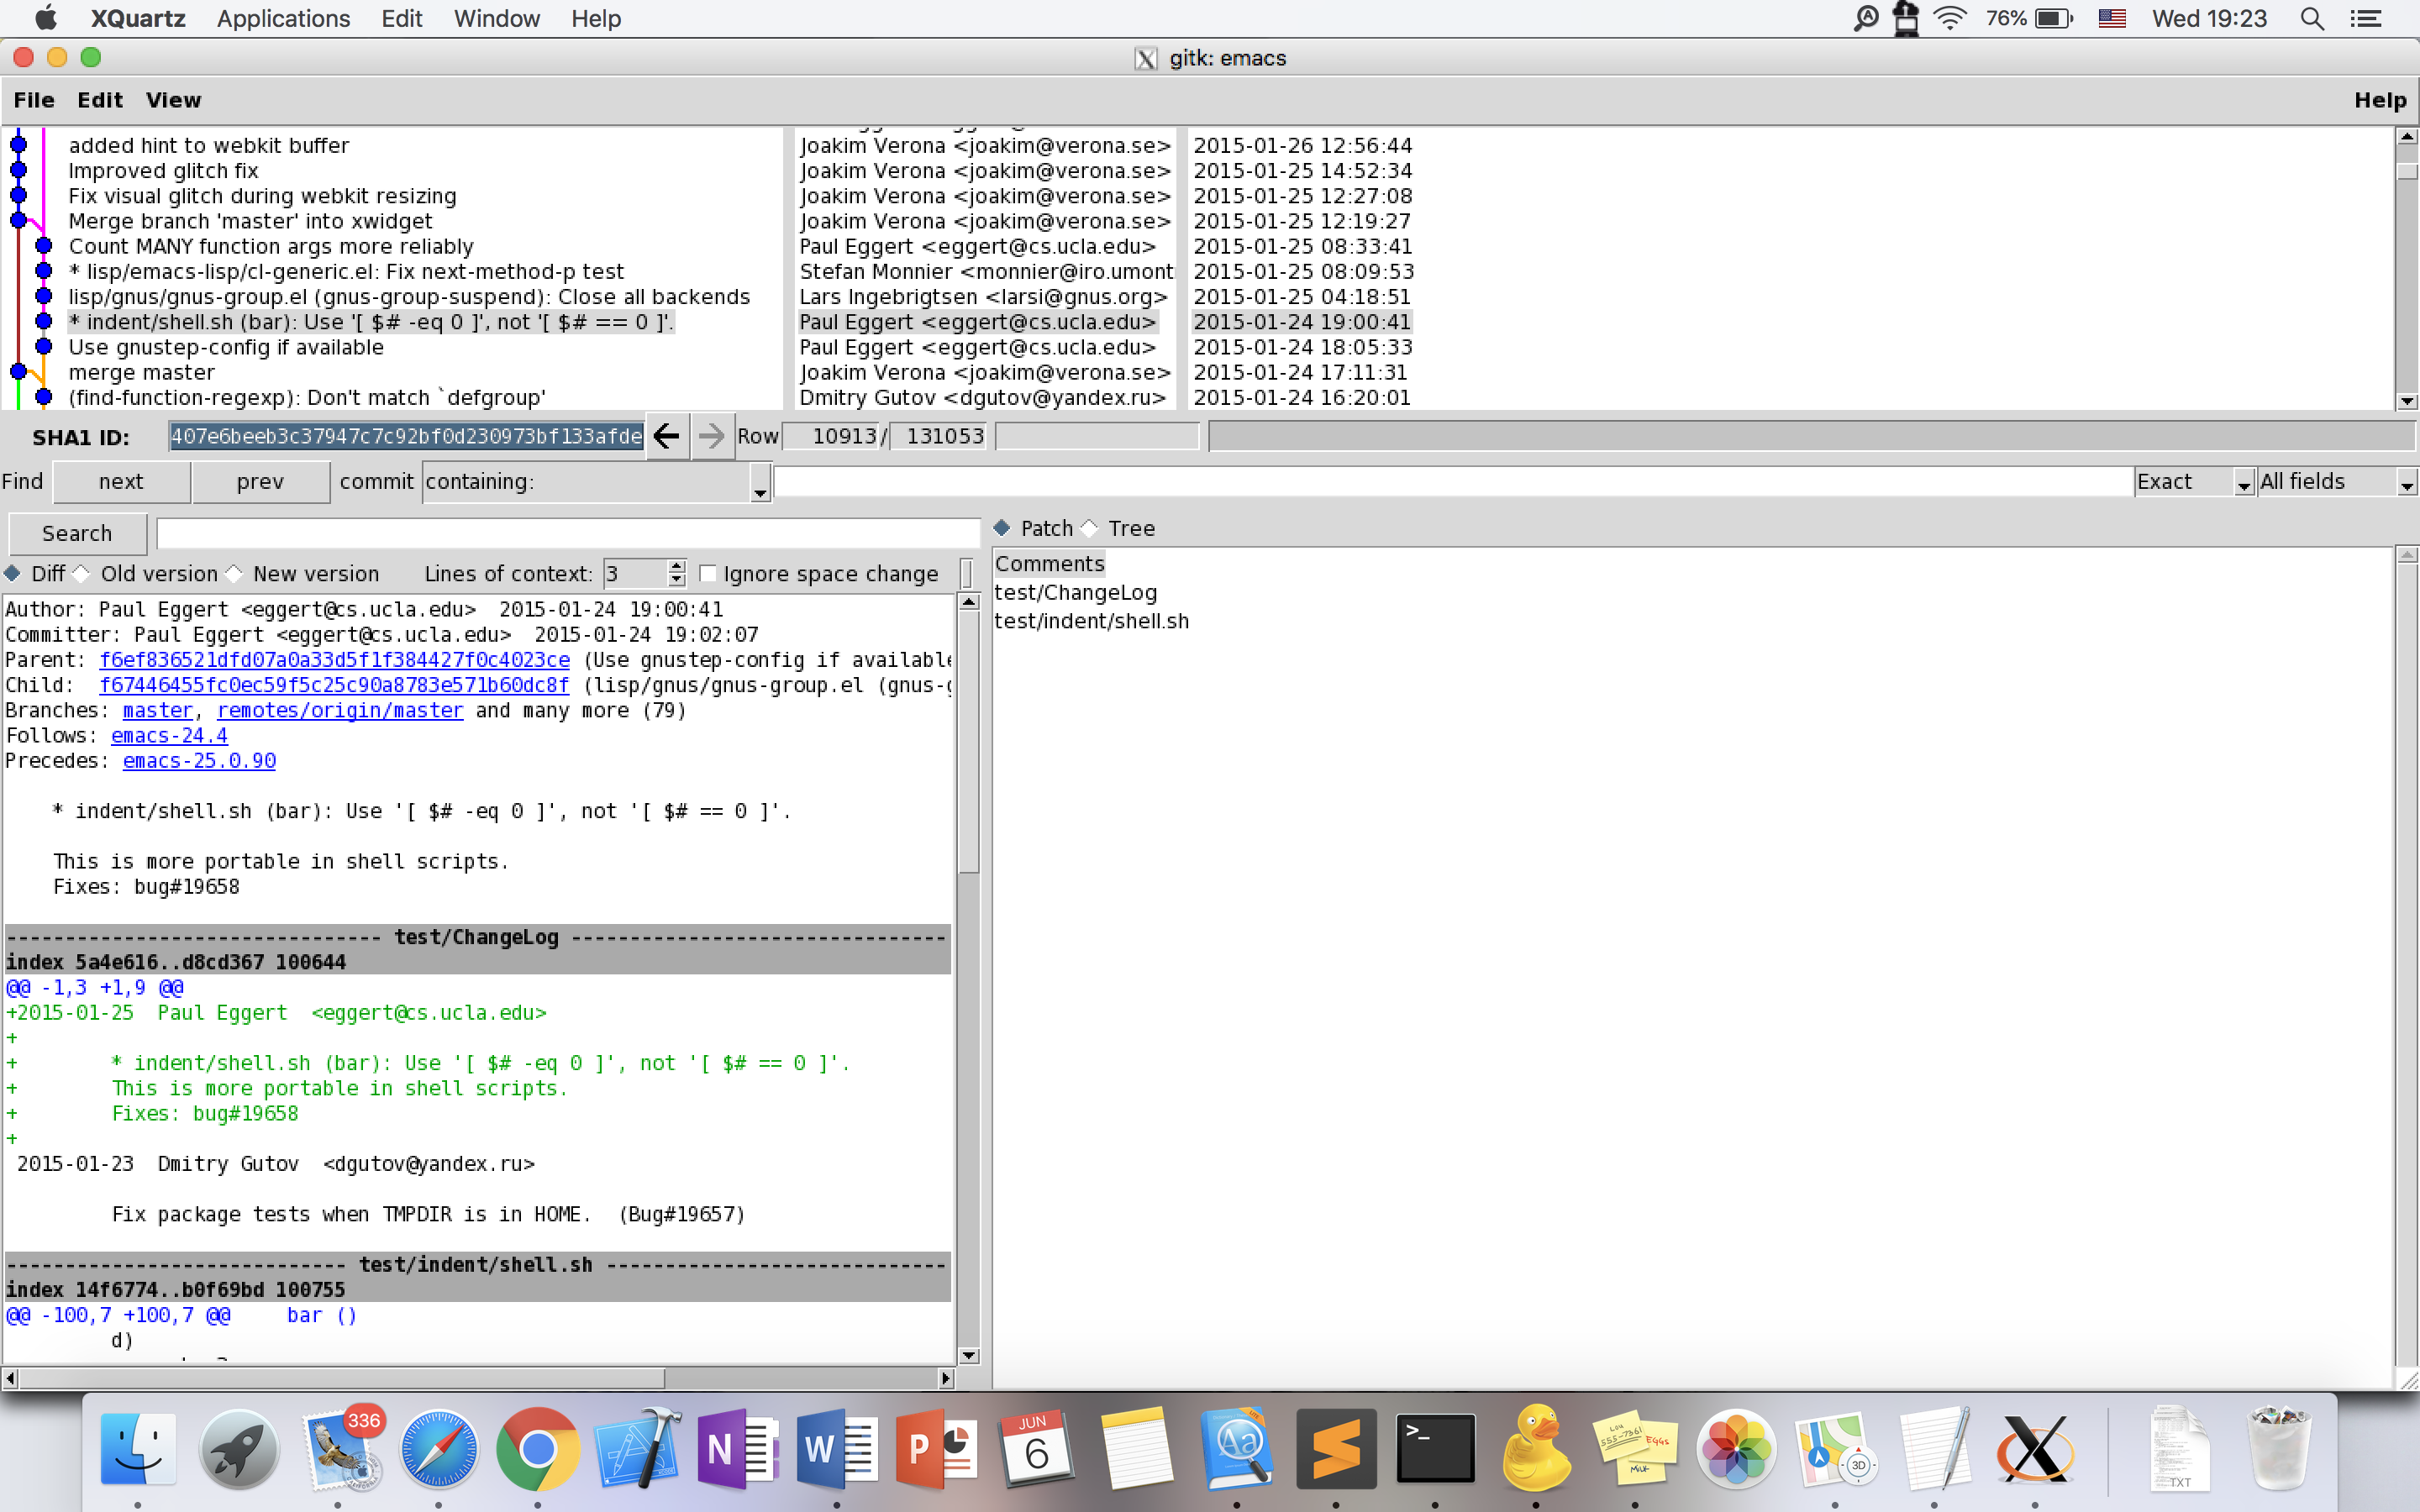 XQuartz Applications Edit Window Help 76% Wed 19:23
gitk: emacs
File Edit View Help
added hint to webkit buffer Joakim Verona <joakim@verona.se> 2015-01-26 12:56:44
Improved glitch fix Joakim Verona <joakim@verona.se> 2015-01-25 14:52:34
Fix visual glitch during webkit resizing Joakim Verona <joakim@verona.se> 2015-01-25 12:27:08
Merge branch 'master' into xwidget Joakim Verona <joakim@verona.se> 2015-01-25 12:19:27
Count MANY function args more reliably Paul Eggert <eggert@cs.ucla.edu> 2015-01-25 08:33:41
* lisp/emacs-lisp/cl-generic.el: Fix next-method-p test Stefan Monnier <monnier@iro.umont 2015-01-25 08:09:53
lisp/gnus/gnus-group.el (gnus-group-suspend): Close all backends Lars Ingebrigtsen <larsi@gnus.org> 2015-01-25 04:18:51
* indent/shell.sh (bar): Use '[ $# -eq 0 ]', not '[ $# == 0 ]'. Paul Eggert <eggert@cs.ucla.edu> 2015-01-24 19:00:41
Use gnustep-config if available Paul Eggert <eggert@cs.ucla.edu> 2015-01-24 18:05:33
merge master Joakim Verona <joakim@verona.se> 2015-01-24 17:11:31
(find-function-regexp): Don't match `defgroup' Dmitry Gutov <dgutov@yandex.ru> 2015-01-24 16:20:01
SHA1 ID: 407e6beeb3c37947c7c92bf0d230973bf133afde Row 10913 / 131053
Find next prev commit containing: Exact All fields
Search Patch Tree
Diff Old version New version Lines of context: 3 Ignore space change
Comments
test/ChangeLog
test/indent/shell.sh
Author: Paul Eggert <eggert@cs.ucla.edu> 2015-01-24 19:00:41
Committer: Paul Eggert <eggert@cs.ucla.edu> 2015-01-24 19:02:07
Parent: f6ef836521dfd07a0a33d5f1f384427f0c4023ce (Use gnustep-config if available
Child: f67446455fc0ec59f5c25c90a8783e571b60dc8f (lisp/gnus/gnus-group.el (gnus-g
Branches: master, remotes/origin/master and many more (79)
Follows: emacs-24.4
Precedes: emacs-25.0.90
* indent/shell.sh (bar): Use '[ $# -eq 0 ]', not '[ $# == 0 ]'.
This is more portable in shell scripts.
Fixes: bug#19658
-------------------------------- test/ChangeLog --------------------------------
index 5a4e616..d8cd367 100644
@@ -1,3 +1,9 @@
+2015-01-25 Paul Eggert <eggert@cs.ucla.edu>
+
+ * indent/shell.sh (bar): Use '[ $# -eq 0 ]', not '[ $# == 0 ]'.
+ This is more portable in shell scripts.
+ Fixes: bug#19658
+
2015-01-23 Dmitry Gutov <dgutov@yandex.ru>
Fix package tests when TMPDIR is in HOME. (Bug#19657)
----------------------------- test/indent/shell.sh -----------------------------
index 14f6774..b0f69bd 100755
@@ -100,7 +100,7 @@ bar ()
d)
336
N
W
P
JUN
6
Aa
>_
555-7361
EGGS
MILK
3D
TXT